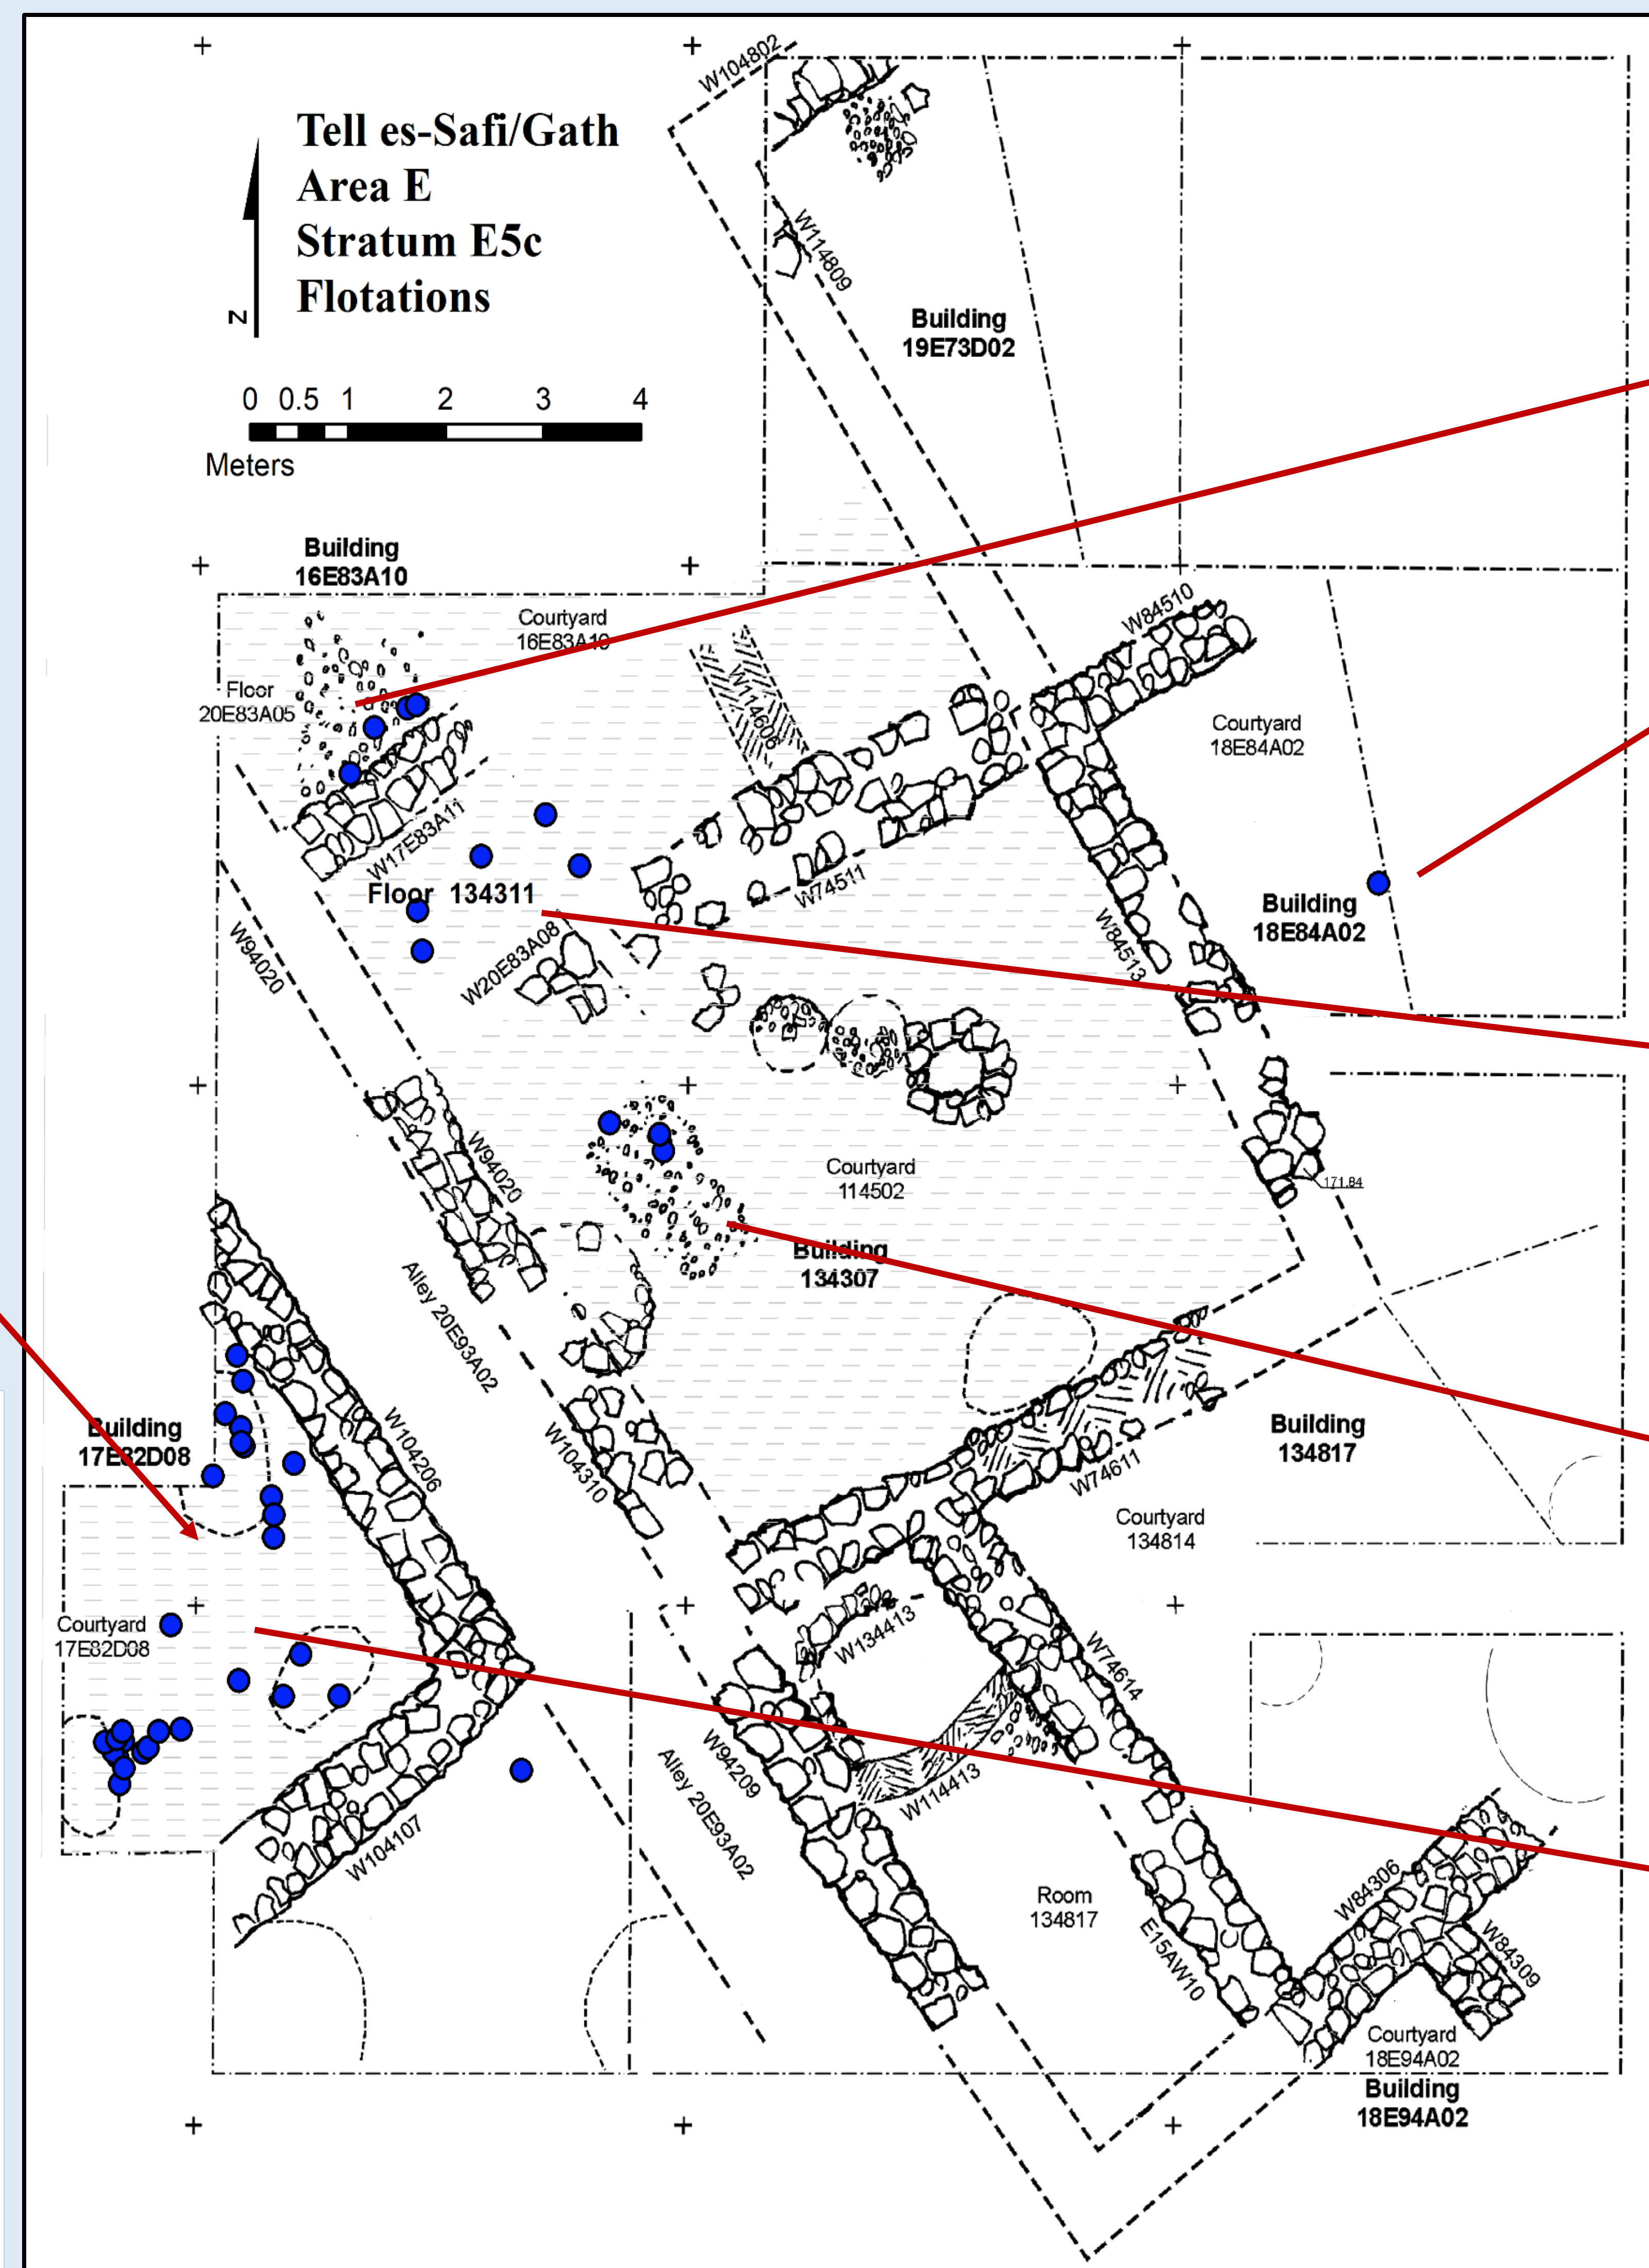 W104802
Tell es-Safi/Gath
Area E
Stratum E5c
Flotations
Z
W114809
Building
19E73D02
0 0.5 1 2 3 4
Meters
Building
16E83A10
Courtyard
16E83A10
W84510
Floor
20E83A05
W114606
Courtyard
18E84A02
W17E83A11
W74511
Floor 134311
Building
18E84A02
W94020
W20E83A08
W84513
W94020
Courtyard
114502
171.84
Building
134307
Alley 20E93A02
Building
17E82D08
W104206
W104310
W74611
Building
134817
Courtyard
134814
Courtyard
17E82D08
W134413
W74614
W94209
Alley 20E93A02
W114413
W104107
Room
134817
E15AW10
W84306
W84309
Courtyard
18E94A02
Building
18E94A02